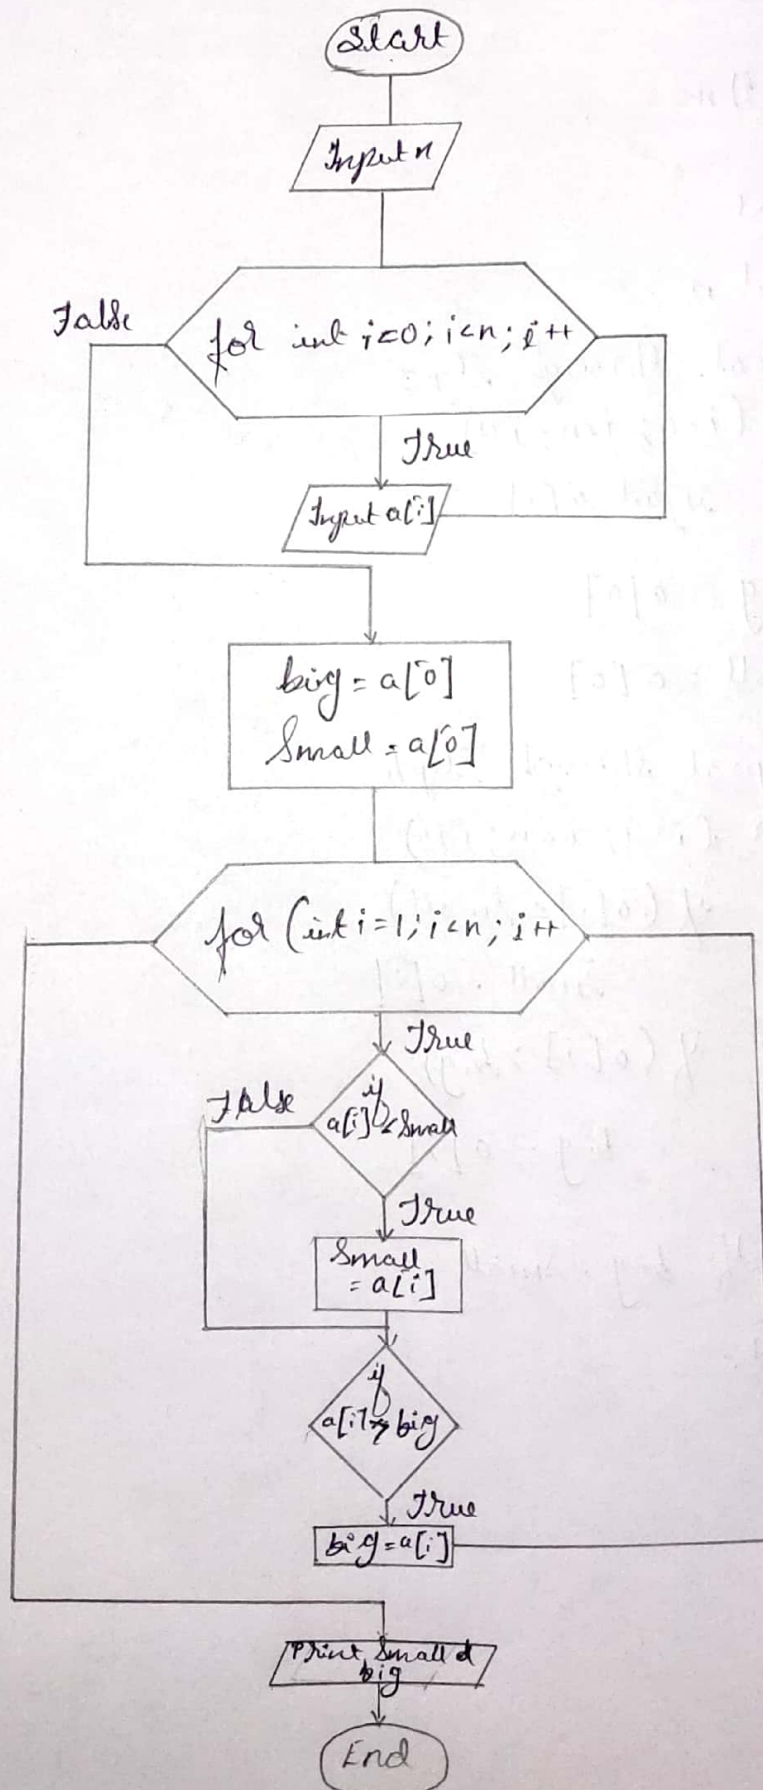 Start
Input n
for int i=0; i<n; i++
False
True
Input a[i]
big = a[0]
Small = a[0]
for (int i=1; i<n; i++
True
if
a[i] < Small
False
True
Small
= a[i]
if
a[i] > big
True
big = a[i]
Print Small &
big
End